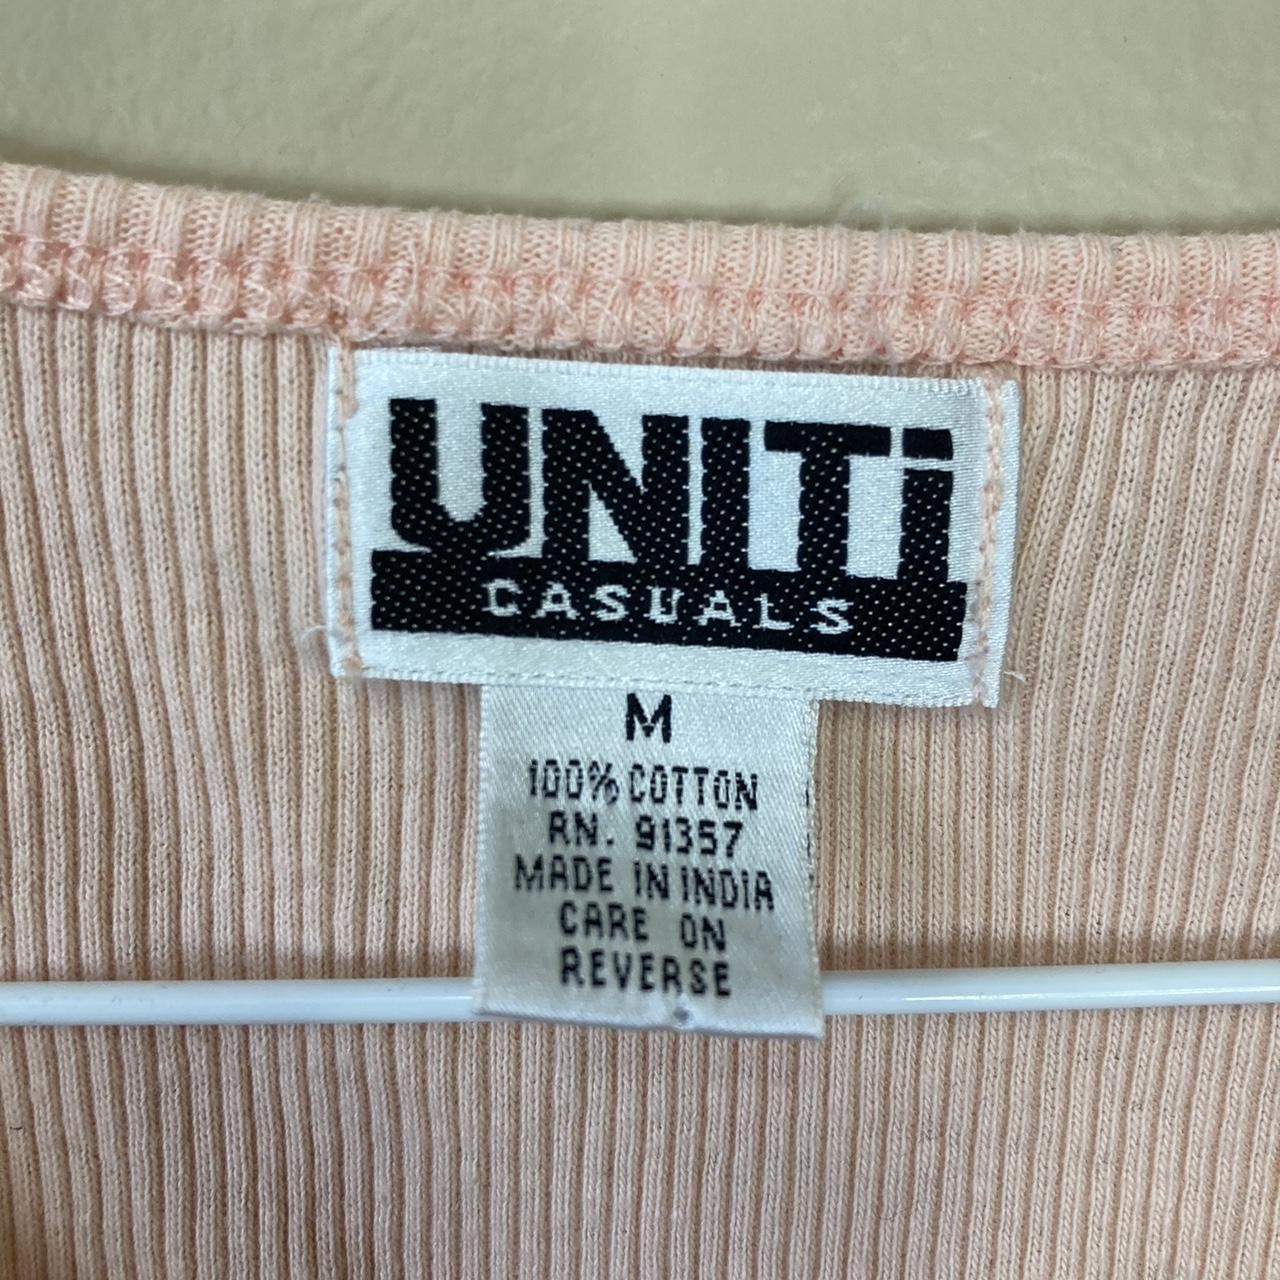 UNITi
CASUALS
M
100% COTTON
RN. 91357
MADE IN INDIA
CARE ON
REVERSE